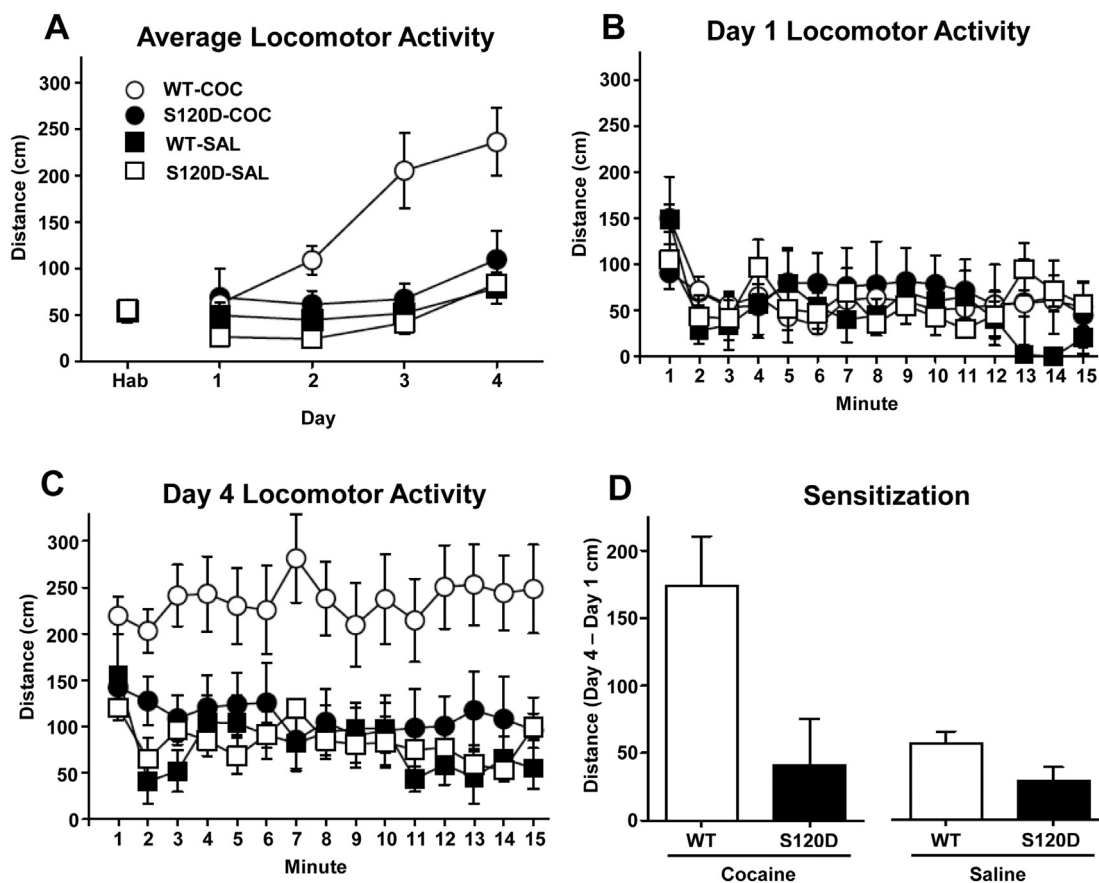 A
Average Locomotor Activity
300
250
200
150
100
50
0
Distance (cm)
WT-COC
S120D-COC
WT-SAL
S120D-SAL
Hab 1 2 3 4
Day
B
Day 1 Locomotor Activity
300
250
200
150
100
50
0
Distance (cm)
1 2 3 4 5 6 7 8 9 10 11 12 13 14 15
Minute
C
Day 4 Locomotor Activity
300
250
200
150
100
50
0
Distance (cm)
1 2 3 4 5 6 7 8 9 10 11 12 13 14 15
Minute
D
Sensitization
200
150
100
50
0
Distance (Day 4 – Day 1 cm)
WT S120D WT S120D
Cocaine Saline